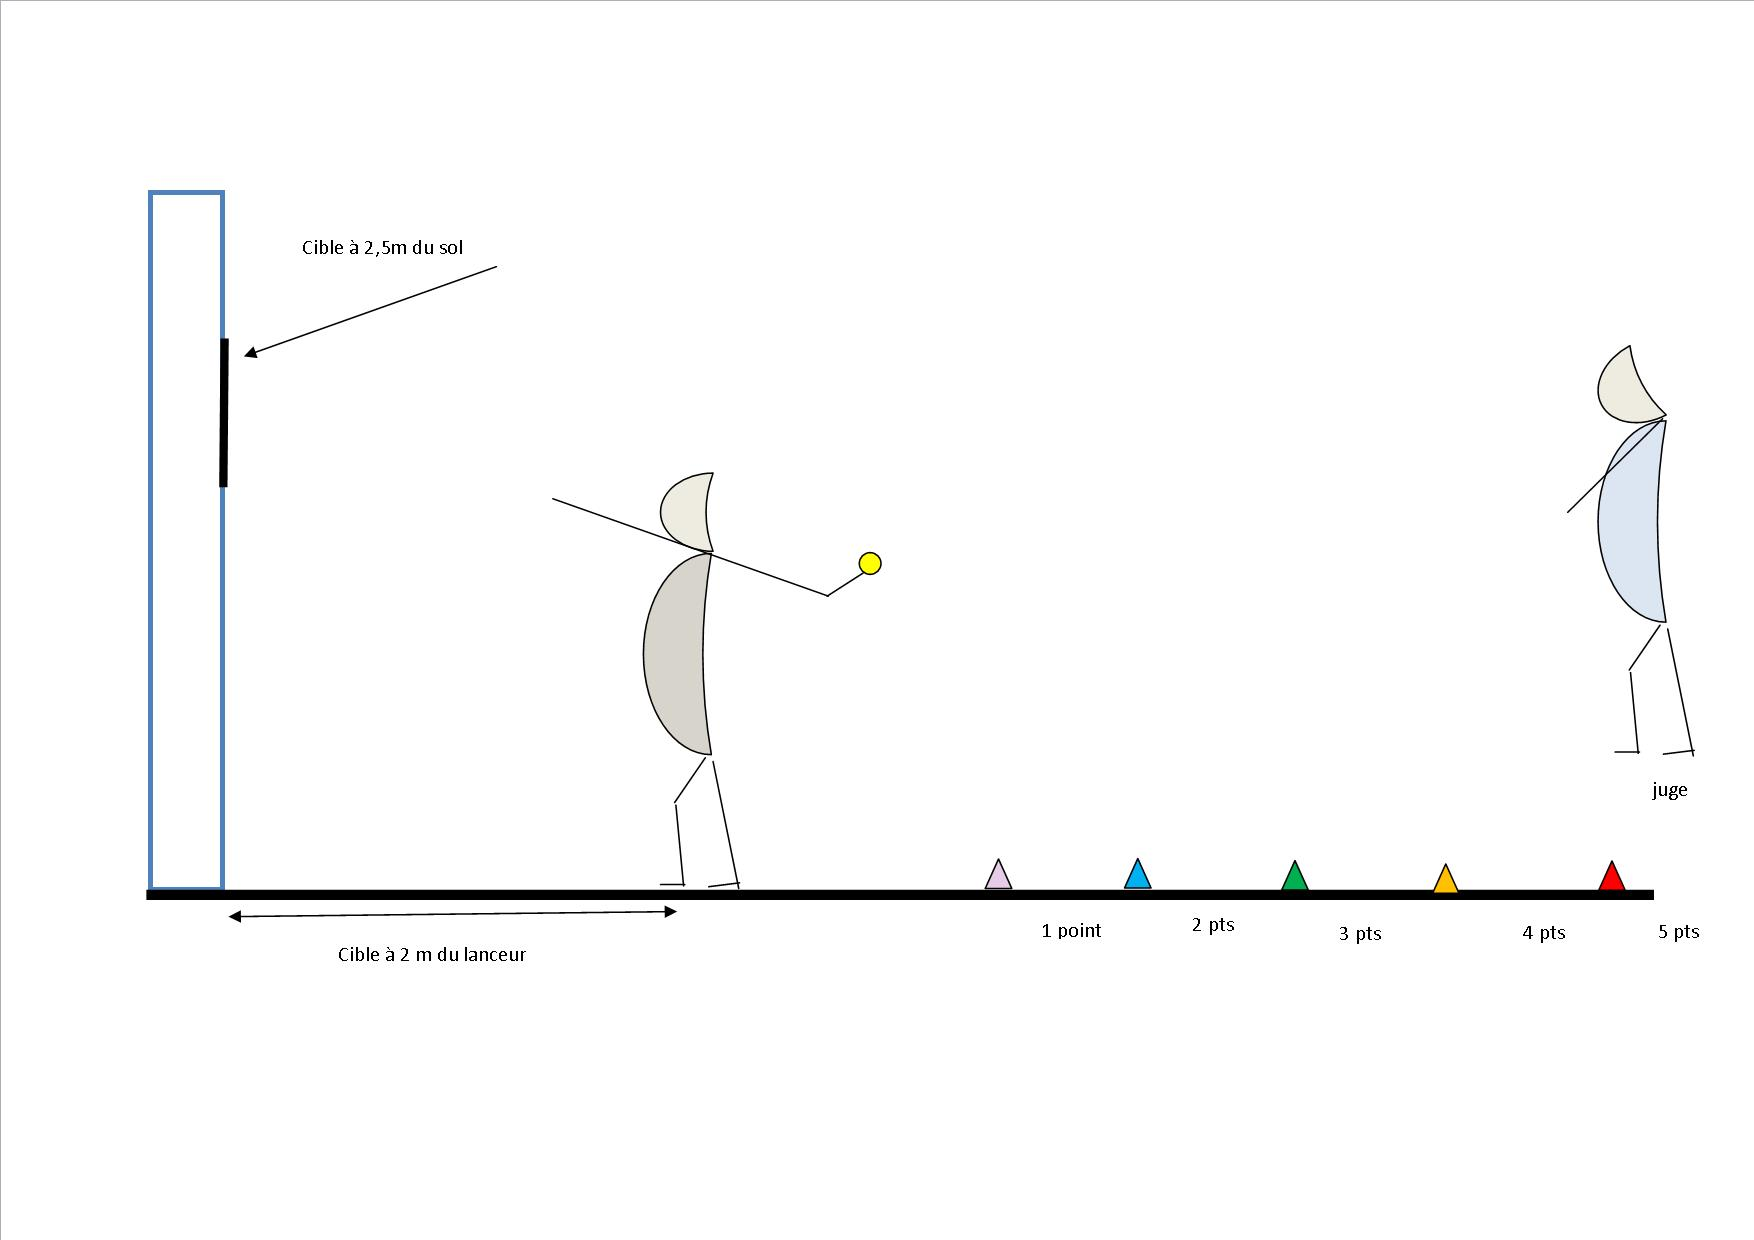 Cible à 2,5m du sol
juge
1 point
2 pts
3 pts
4 pts
5 pts
Cible à 2 m du lanceur